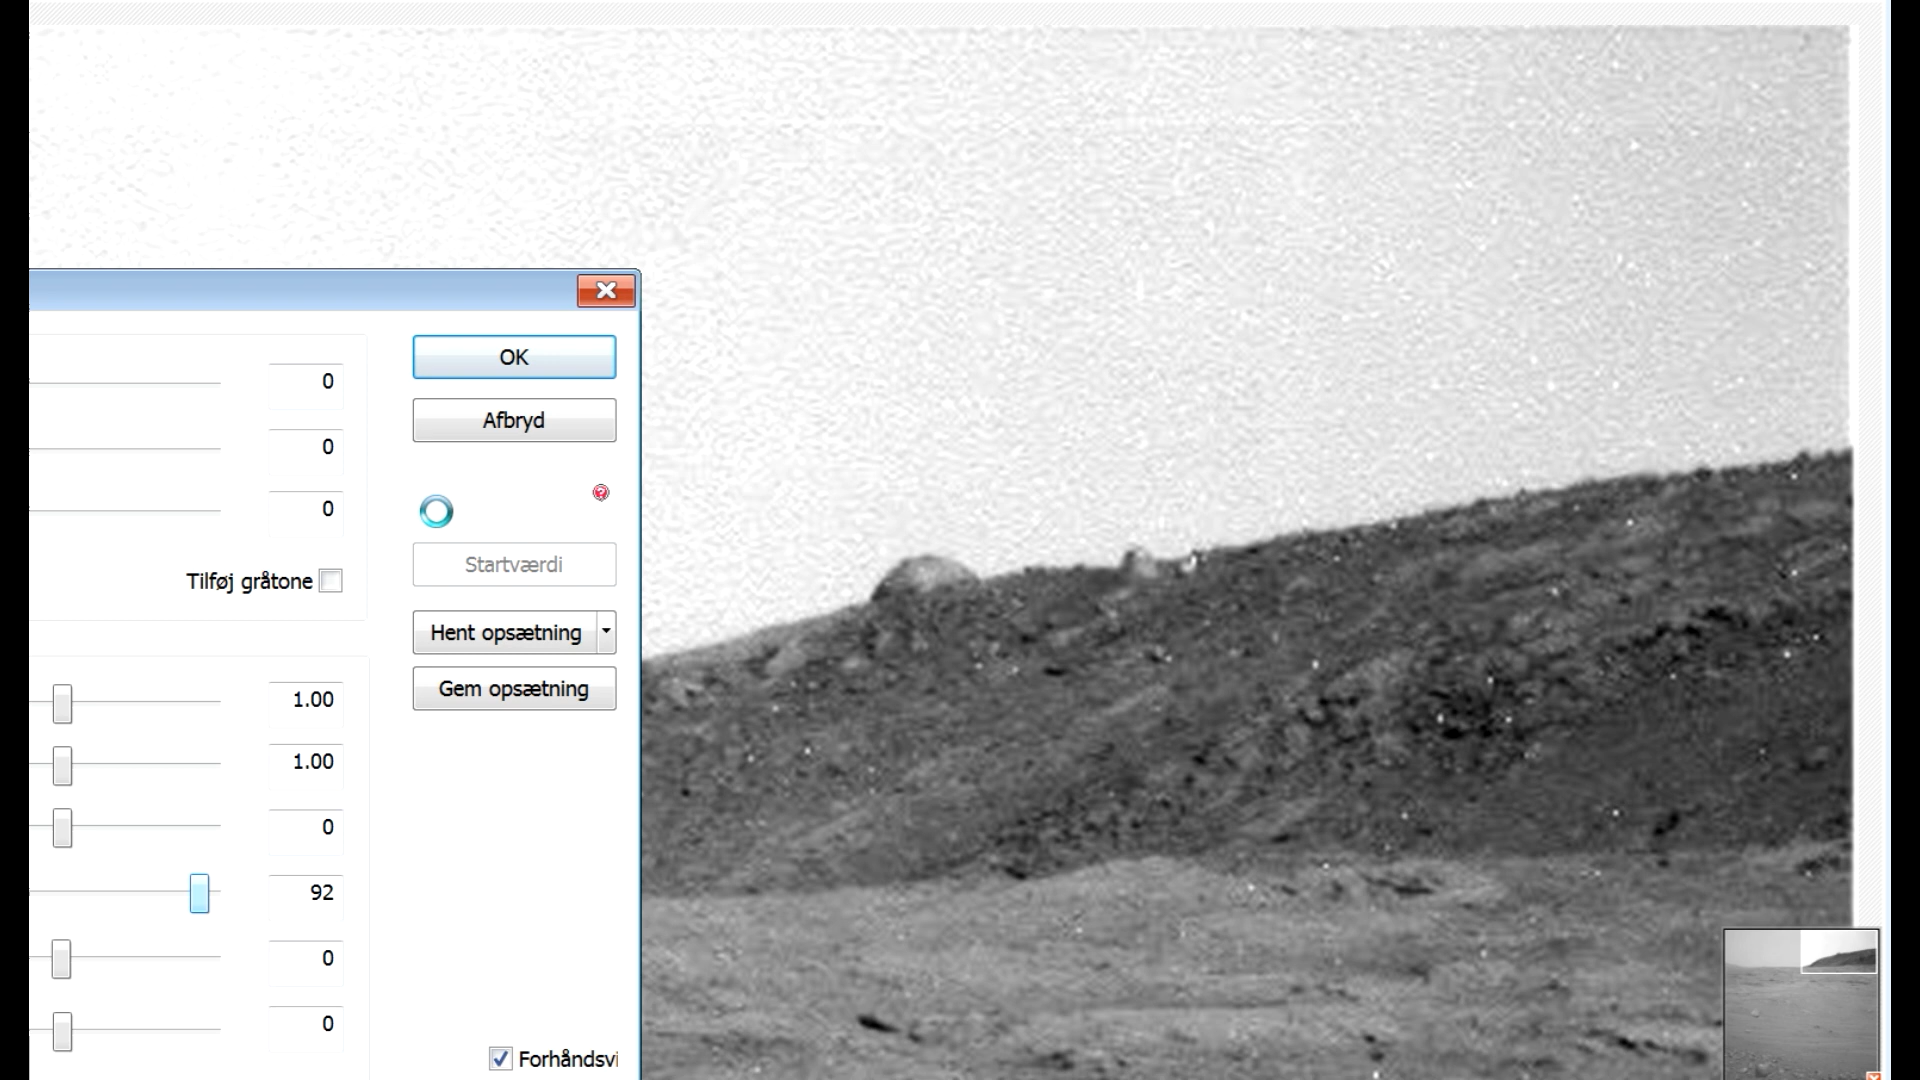 OK
0
Afbryd
0
0
Startværdi
Tilføj gråtone
Hent opsætning
Gem opsætning
1.00
1.00
0
92
0
0
Forhåndsvi